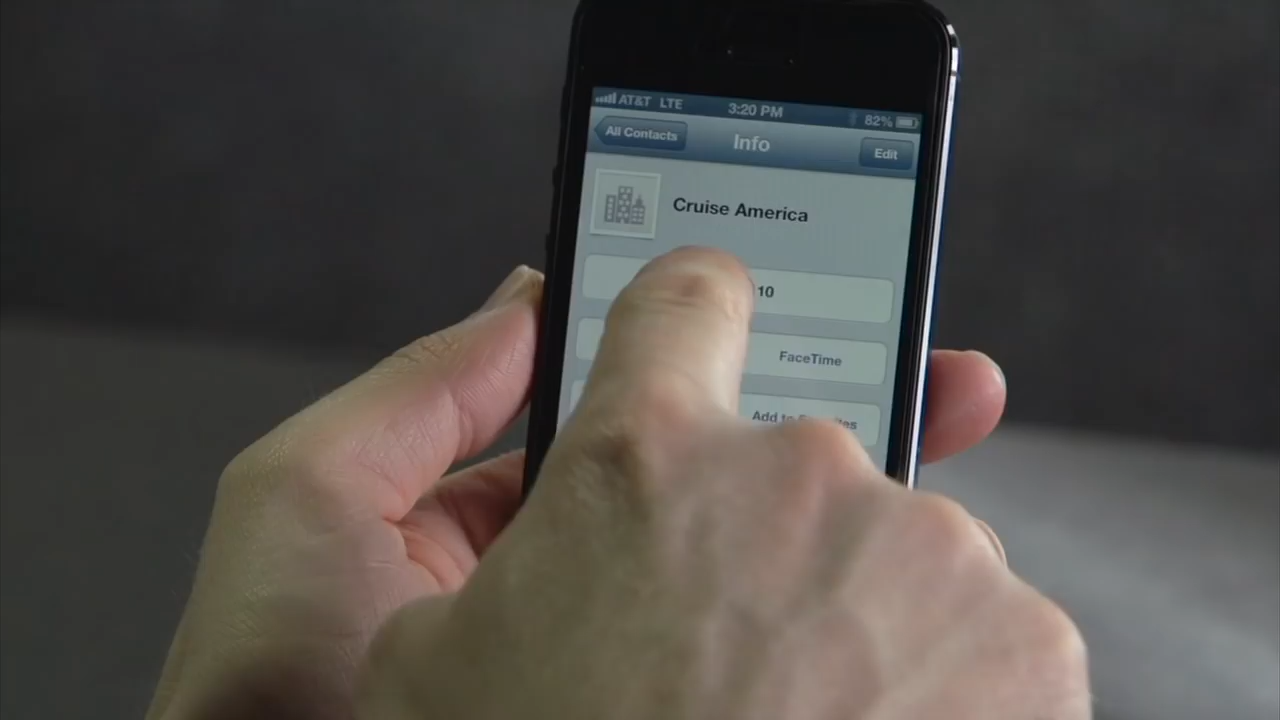 AT&T LTE 3:20 PM 82%
All Contacts Info Edit
Cruise America
10
FaceTime
Add to